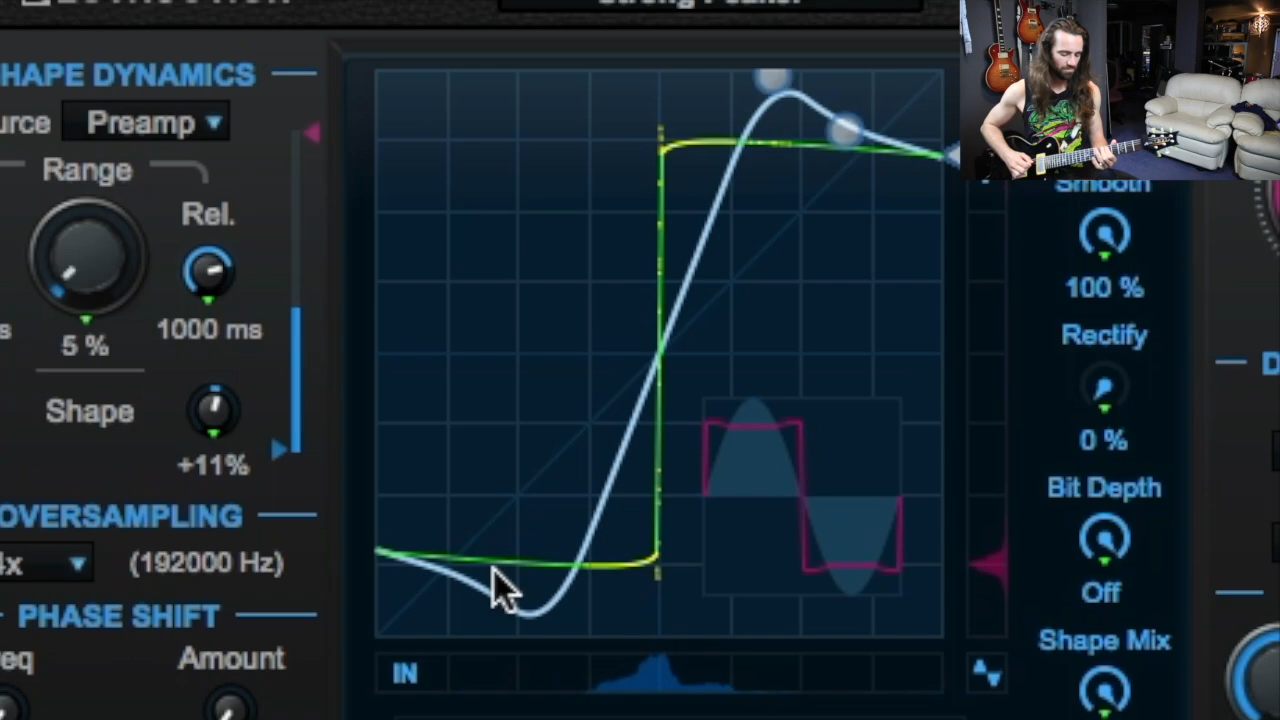 HAPE DYNAMICS
urce Preamp
Range
Rel.
1000 ms
s 5 %
Shape
+11%
OVERSAMPLING
4x (192000 Hz)
PHASE SHIFT
eq Amount
IN
Smooth
100 %
Rectify
0 %
Bit Depth
Off
Shape Mix
D